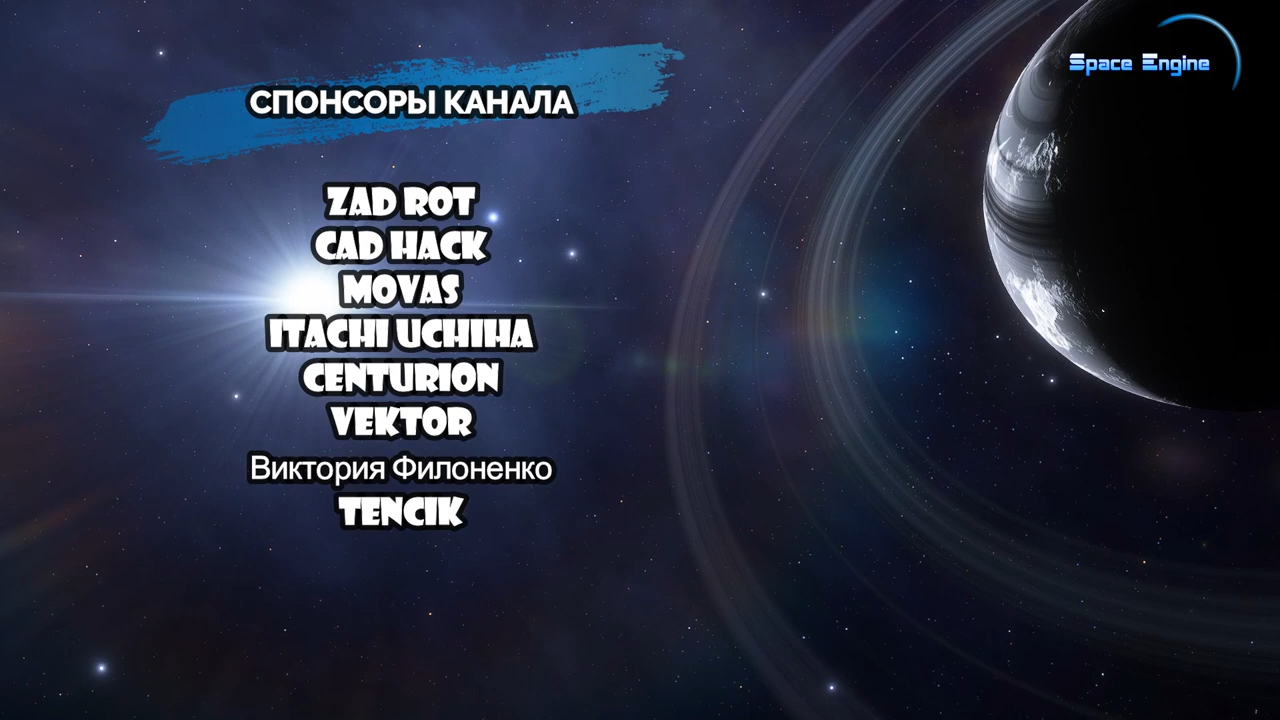 СПОНСОРЫ КАНАЛА
Space Engine
ZAD ROT
CAD HACK
MOVAS
ITACHI UCHIHA
CENTURION
VEKTOR
Виктория Филоненко
TENCIK